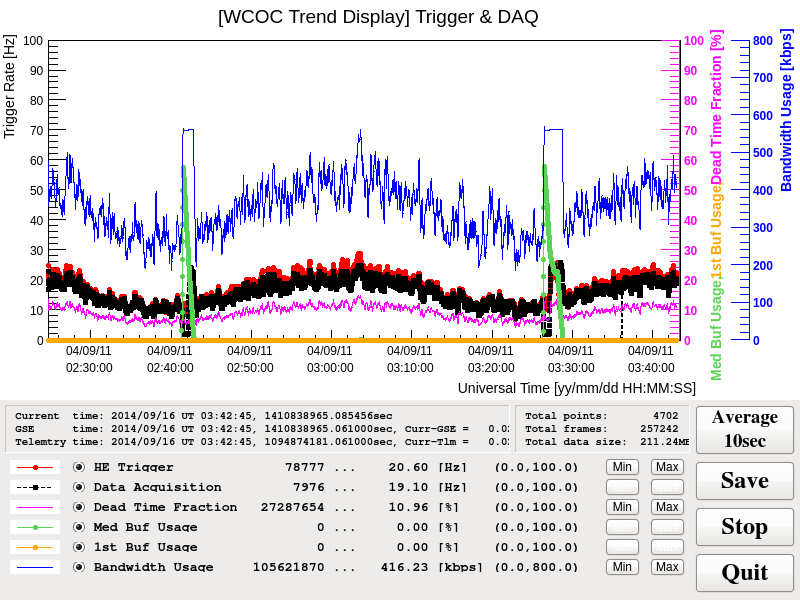 [WCOC Trend Display] Trigger & DAQ
Trigger Rate [Hz]
100
90
80
70
60
50
40
30
20
10
0
100
90
80
70
60
50
40
30
20
10
0
Med Buf Usage 1st Buf Usage Dead Time Fraction [%]
800
700
600
500
400
300
200
100
0
Bandwidth Usage [kbps]
04/09/11 04/09/11 04/09/11 04/09/11 04/09/11 04/09/11 04/09/11 04/09/11
02:30:00 02:40:00 02:50:00 03:00:00 03:10:00 03:20:00 03:30:00 03:40:00
Universal Time [yy/mm/dd HH:MM:SS]
Current time: 2014/09/16 UT 03:42:45, 1410838965.085456sec
GSE time: 2014/09/16 UT 03:42:45, 1410838965.061000sec, Curr-GSE = 0.02
Telemtry time: 2014/09/16 UT 03:42:45, 1094874181.061000sec, Curr-Tlm = 0.02
Total points: 4702
Total frames: 257242
Total data size: 211.24MB
Average
10sec
Save
Stop
Quit
HE Trigger 78777 ... 20.60 [Hz] (0.0,100.0) Min Max
Data Acquisition 7976 ... 19.10 [Hz] (0.0,100.0)
Dead Time Fraction 27287654 ... 10.96 [%] (0.0,100.0) Min Max
Med Buf Usage 0 ... 0.00 [%] (0.0,100.0)
1st Buf Usage 0 ... 0.00 [%] (0.0,100.0)
Bandwidth Usage 105621870 ... 416.23 [kbps] (0.0,800.0) Min Max